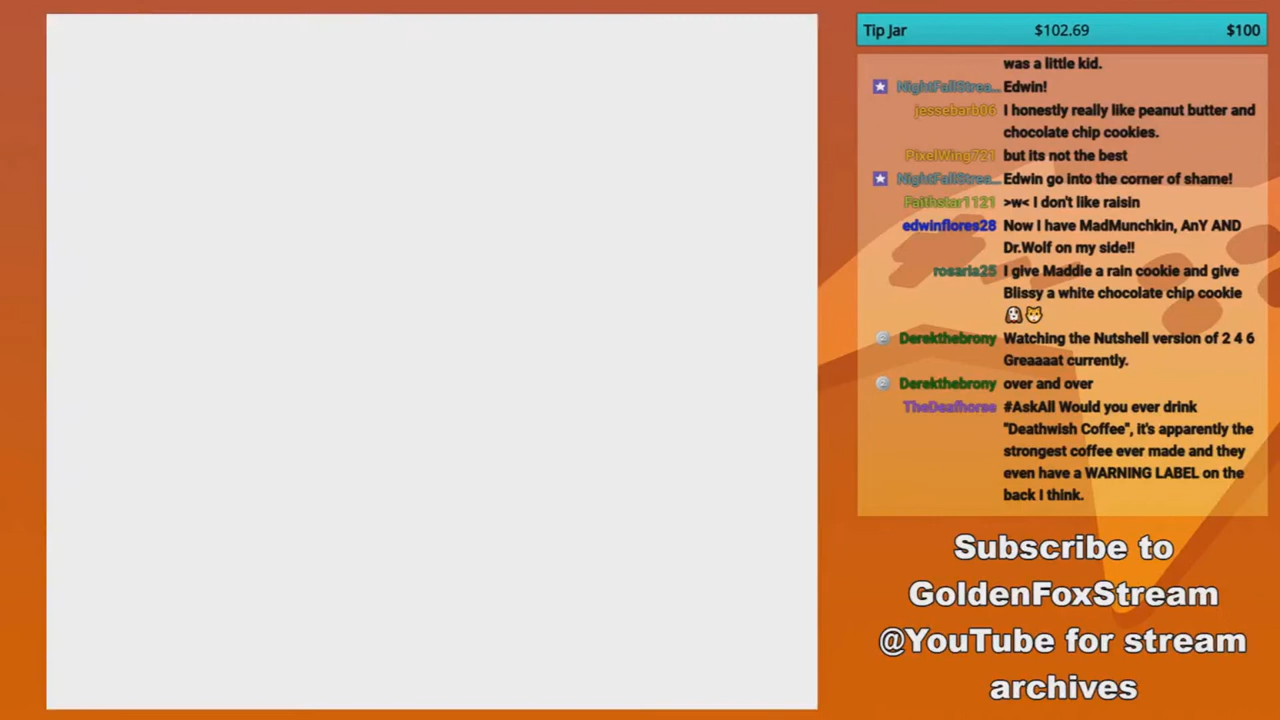 Tip Jar $102.69 $100
was a little kid.
NightFallStrea... Edwin!
jessebarb06 I honestly really like peanut butter and
chocolate chip cookies.
PixelWing721 but its not the best
NightFallStrea... Edwin go into the corner of shame!
Faithstar1121 >w< I don't like raisin
edwinflores28 Now I have MadMunchkin, AnY AND
Dr.Wolf on my side!!
rosaria25 I give Maddie a rain cookie and give
Blissy a white chocolate chip cookie
🐶🐱
Derekthebrony Watching the Nutshell version of 2 4 6
Greaaaat currently.
Derekthebrony over and over
TheDeafhorse #AskAll Would you ever drink
"Deathwish Coffee", it's apparently the
strongest coffee ever made and they
even have a WARNING LABEL on the
back I think.
Subscribe to
GoldenFoxStream
@YouTube for stream
archives